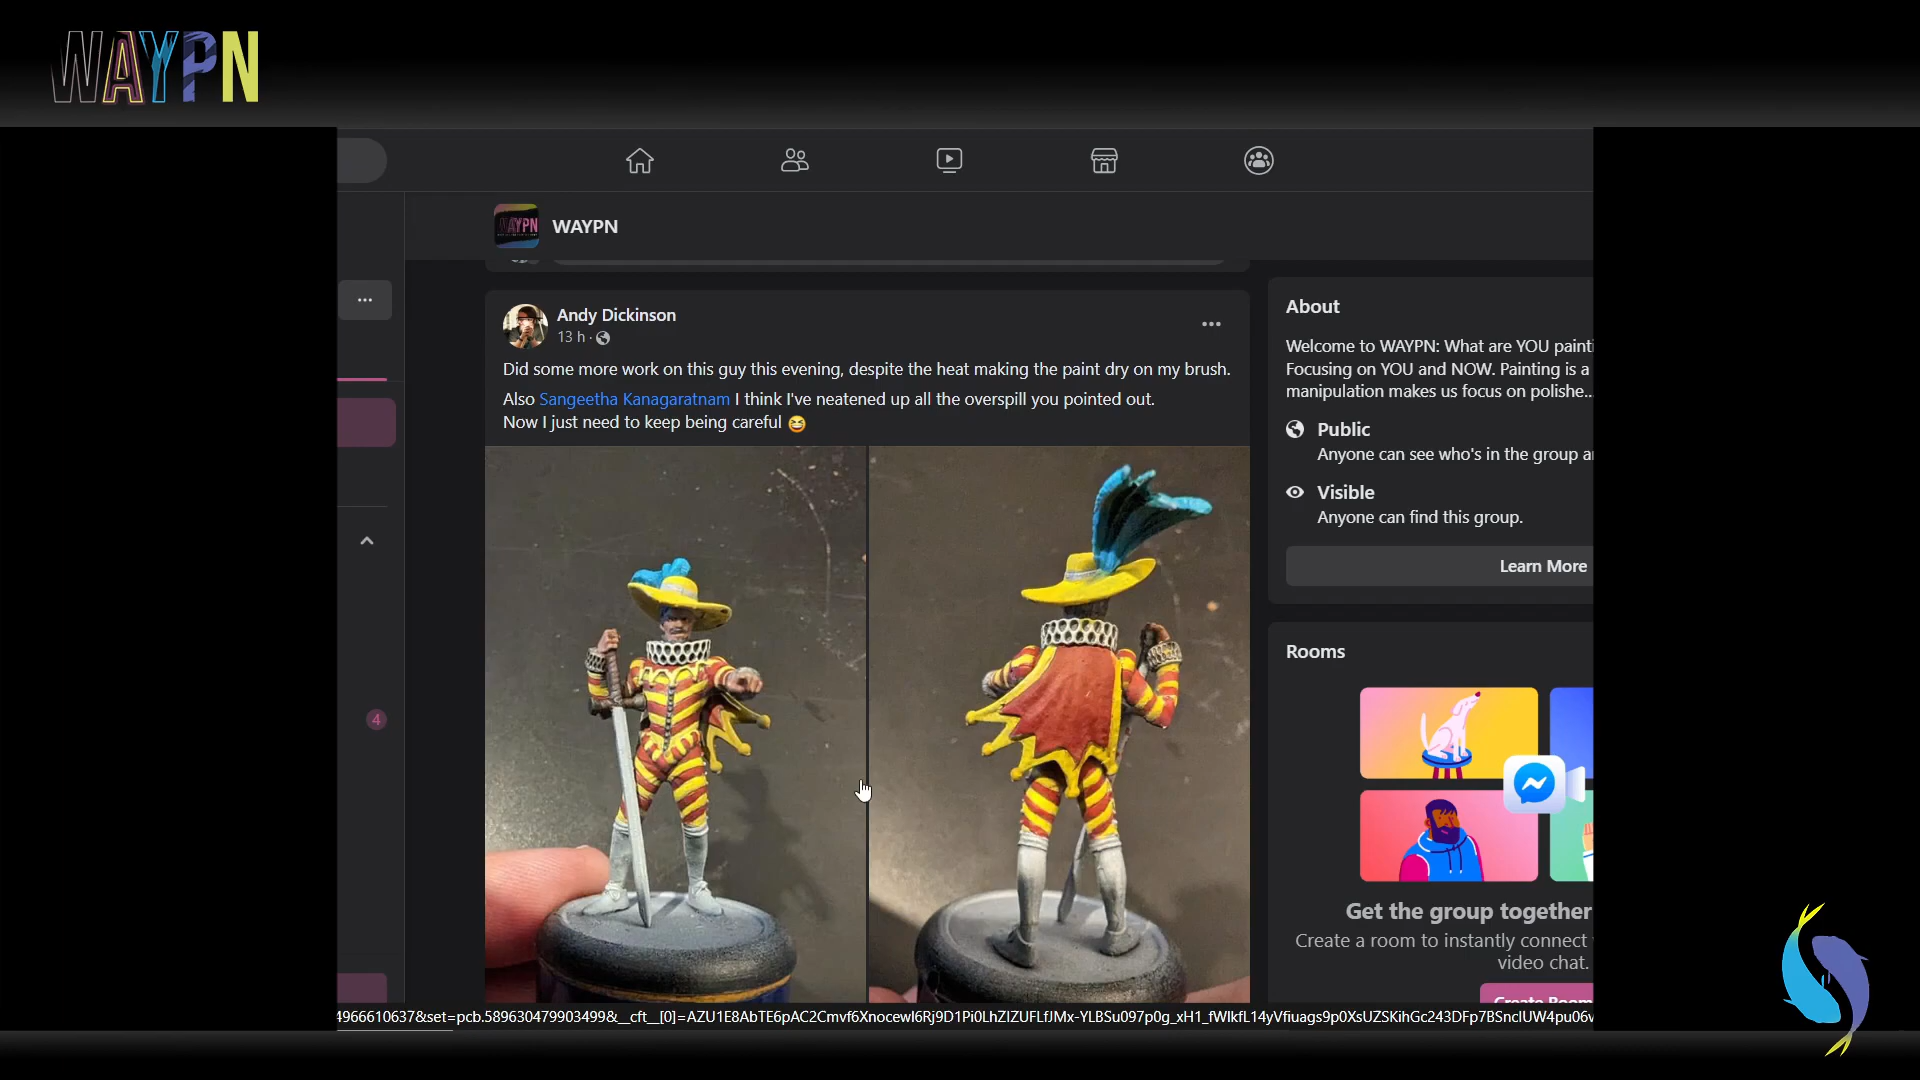 WAYPN
WAYPN
Andy Dickinson
13 h ·
Did some more work on this guy this evening, despite the heat making the paint dry on my brush.
Also Sangeetha Kanagaratnam I think I've neatened up all the overspill you pointed out.
Now I just need to keep being careful 😆
About
Welcome to WAYPN: What are YOU painti
Focusing on YOU and NOW. Painting is a
manipulation makes us focus on polishe...
Public
Anyone can see who's in the group a
Visible
Anyone can find this group.
Learn More
Rooms
4
Get the group together
Create a room to instantly connect
video chat.
Create Room